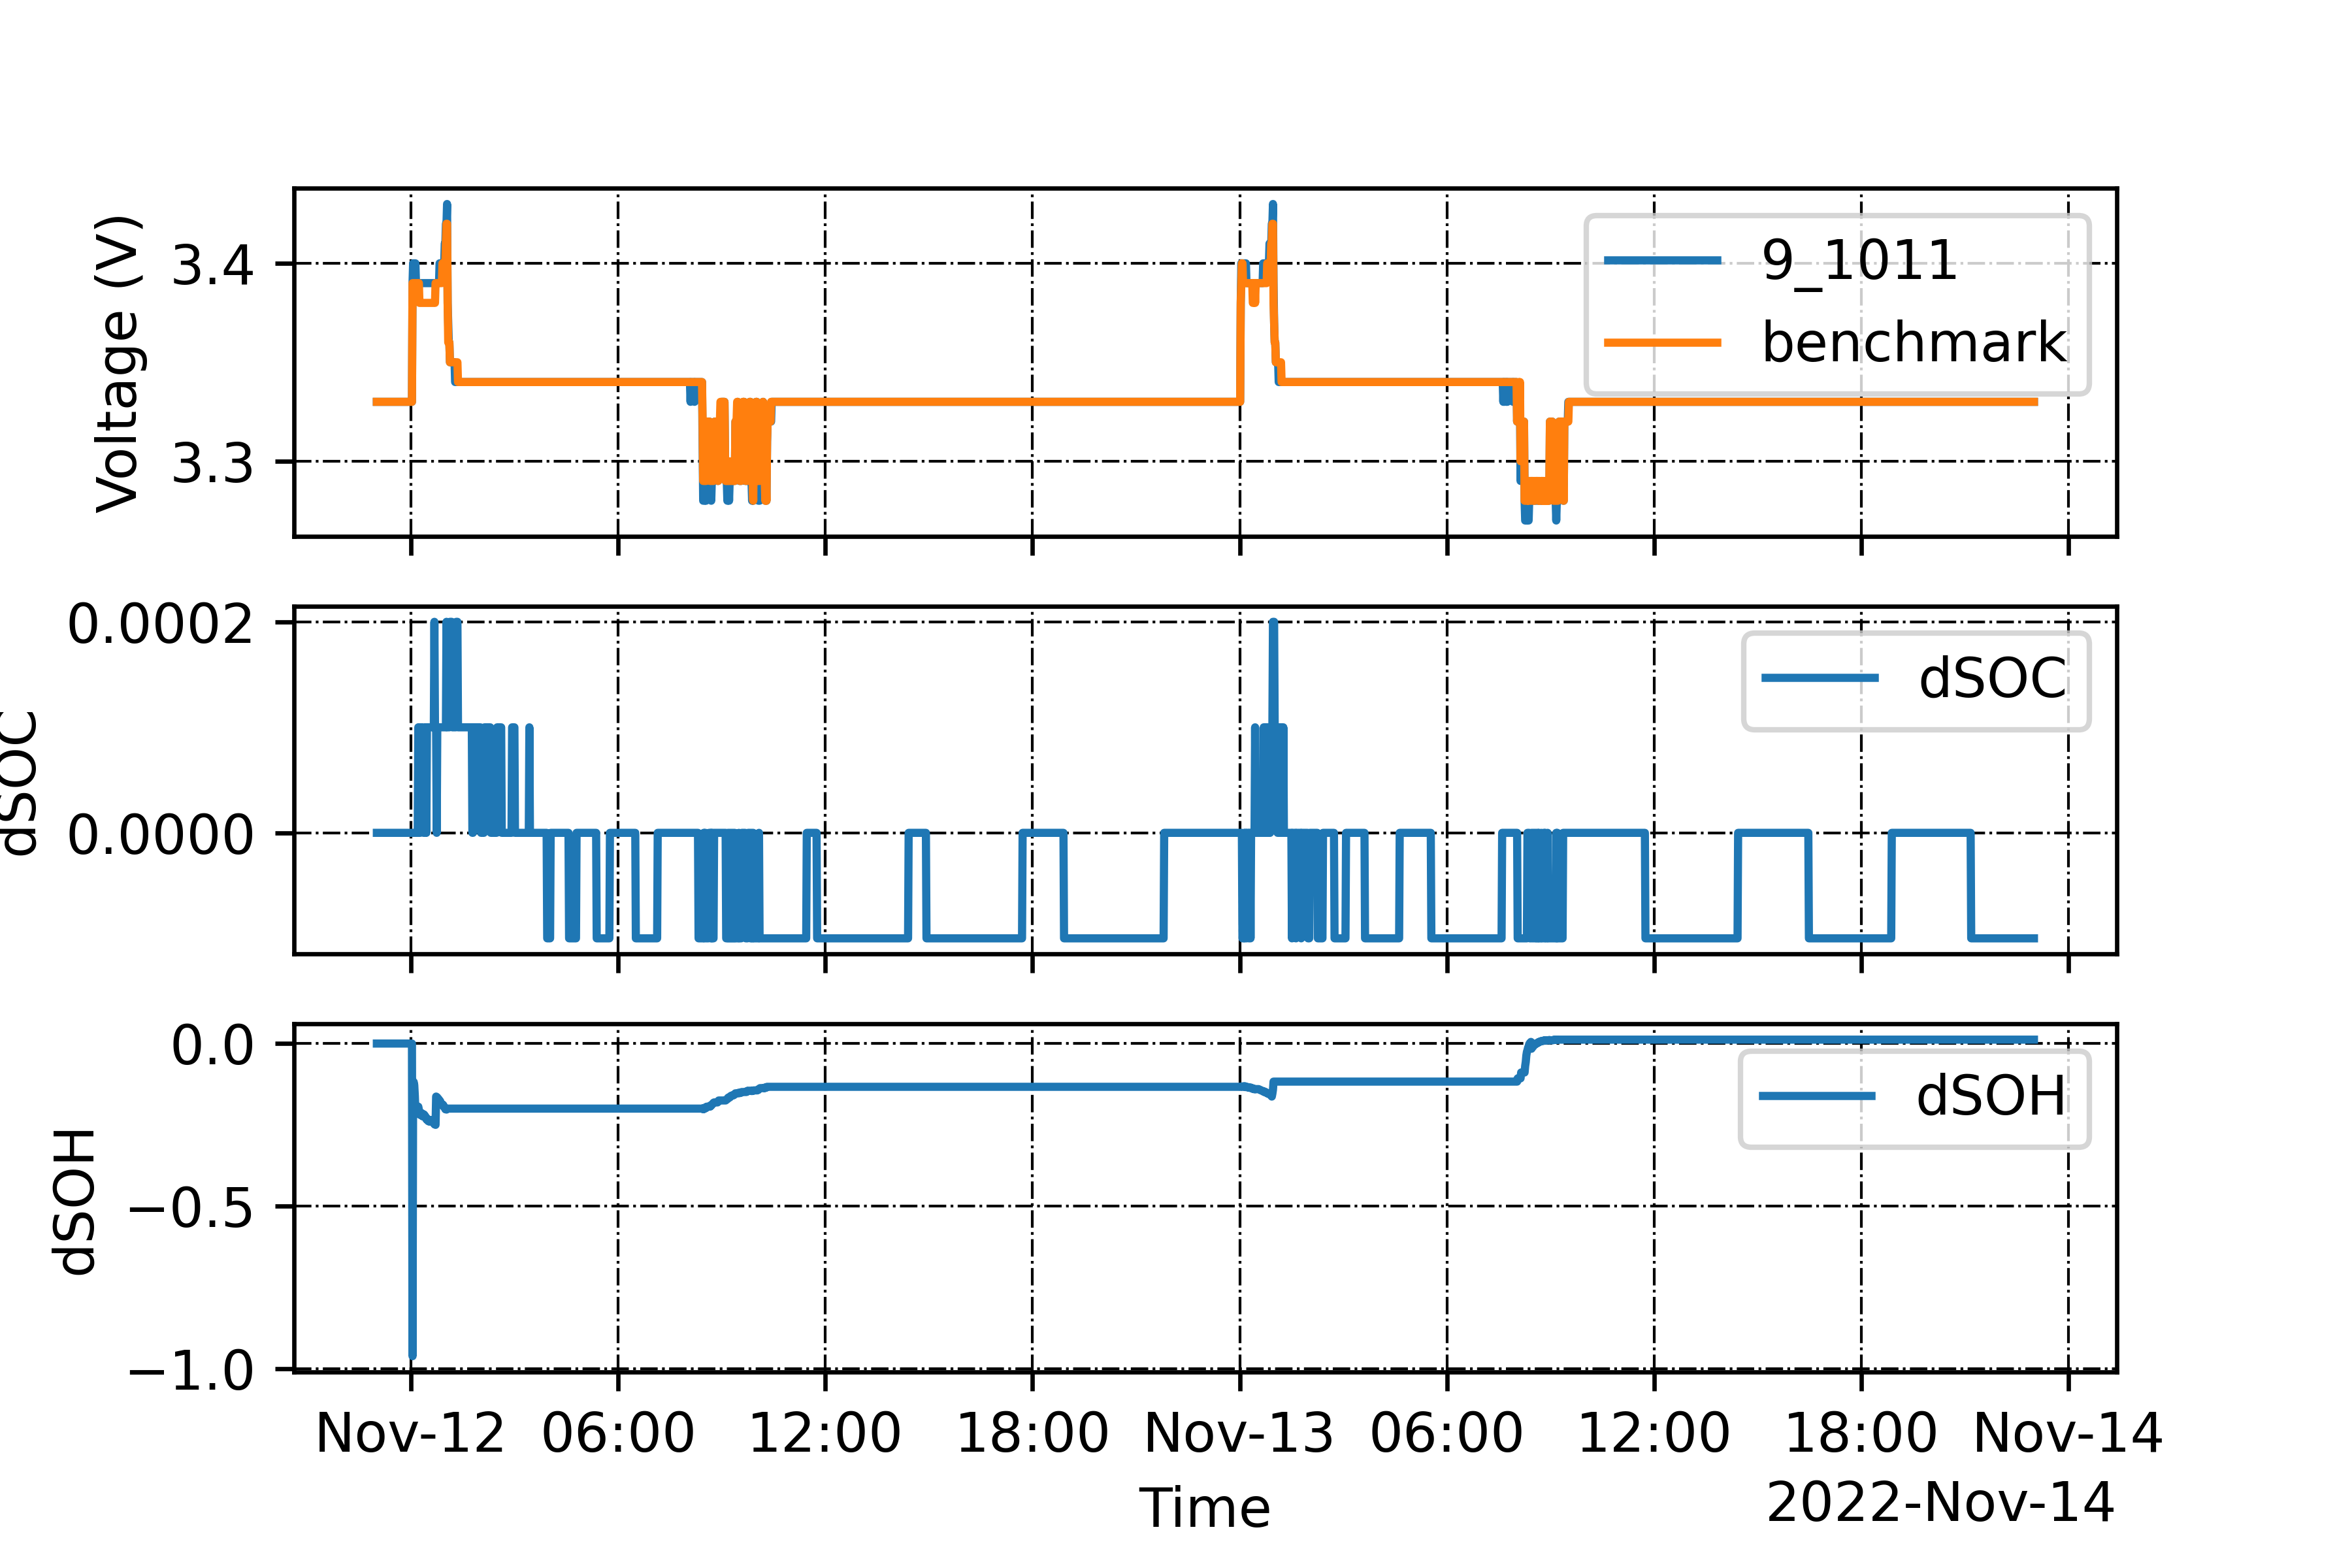 Voltage (V)
3.4
3.3
9_1011
benchmark
dSOC
0.0002
0.0000
dSOC
dSOH
0.0
−0.5
−1.0
dSOH
Nov-12 06:00 12:00 18:00 Nov-13 06:00 12:00 18:00 Nov-14
Time
2022-Nov-14